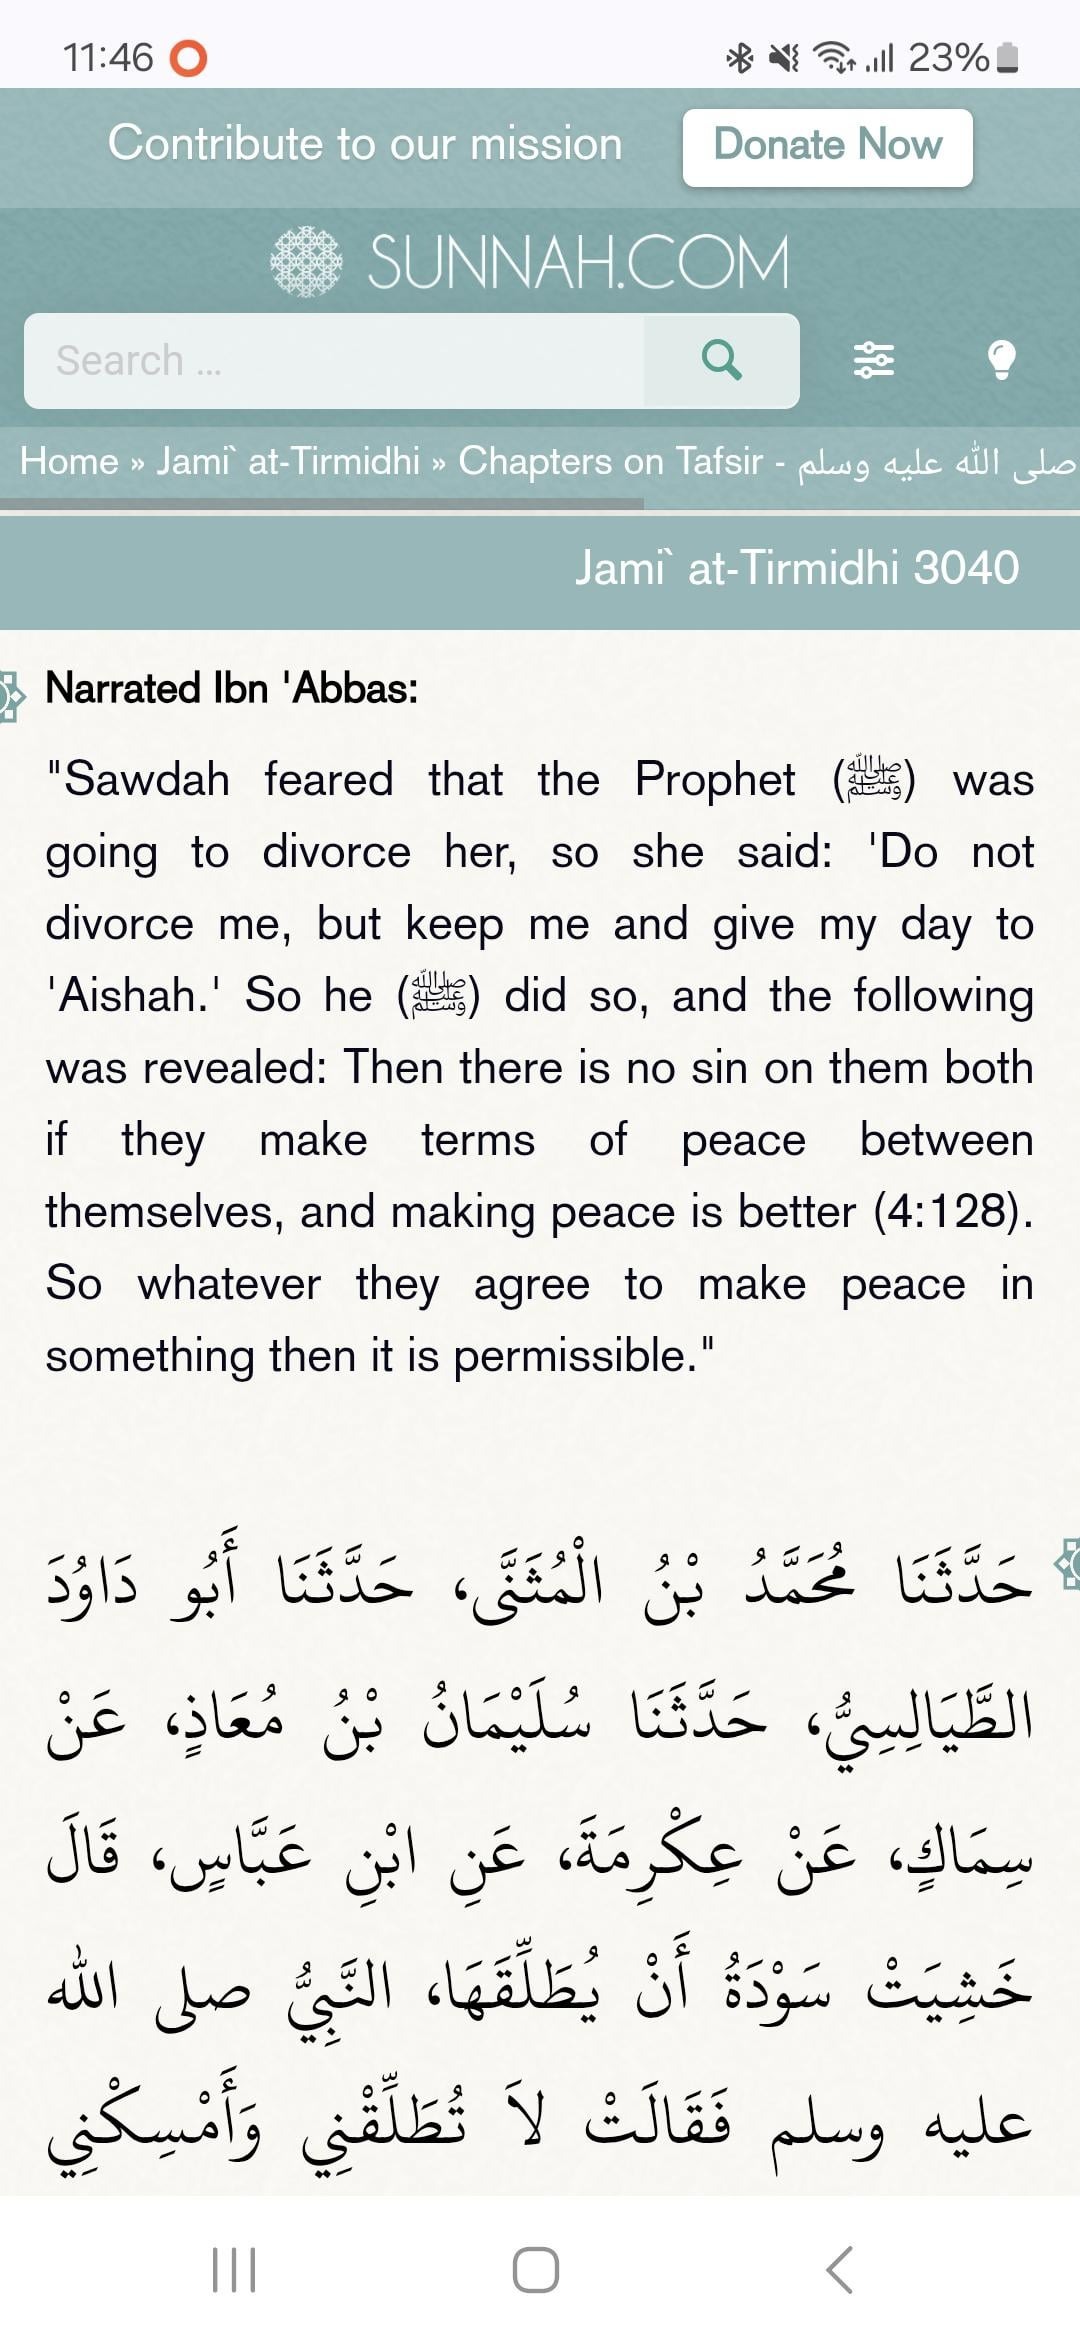 11:46
23%
Contribute to our mission
Donate Now
SUNNAH.COM
Search ...
Home » Jami` at-Tirmidhi » Chapters on Tafsir - صلى الله عليه وسلم
Jami` at-Tirmidhi 3040
Narrated Ibn 'Abbas:
"Sawdah feared that the Prophet (ﷺ) was
going to divorce her, so she said: 'Do not
divorce me, but keep me and give my day to
'Aishah.' So he (ﷺ) did so, and the following
was revealed: Then there is no sin on them both
if they make terms of peace between
themselves, and making peace is better (4:128).
So whatever they agree to make peace in
something then it is permissible."
حَدَّثَنَا مُحَمَّدُ بْنُ الْمُثَنَّى، حَدَّثَنَا أَبُو دَاوُدَ
الطَّيَالِسِيُّ، حَدَّثَنَا سُلَيْمَانُ بْنُ مُعَاذٍ، عَنْ
سِمَاكٍ، عَنْ عِكْرِمَةَ، عَنِ ابْنِ عَبَّاسٍ، قَالَ
خَشِيَتْ سَوْدَةُ أَنْ يُطَلِّقَهَا، النَّبِيُّ صلى الله
عليه وسلم فَقَالَتْ لاَ تُطَلِّقْنِي وَأَمْسِكْنِي